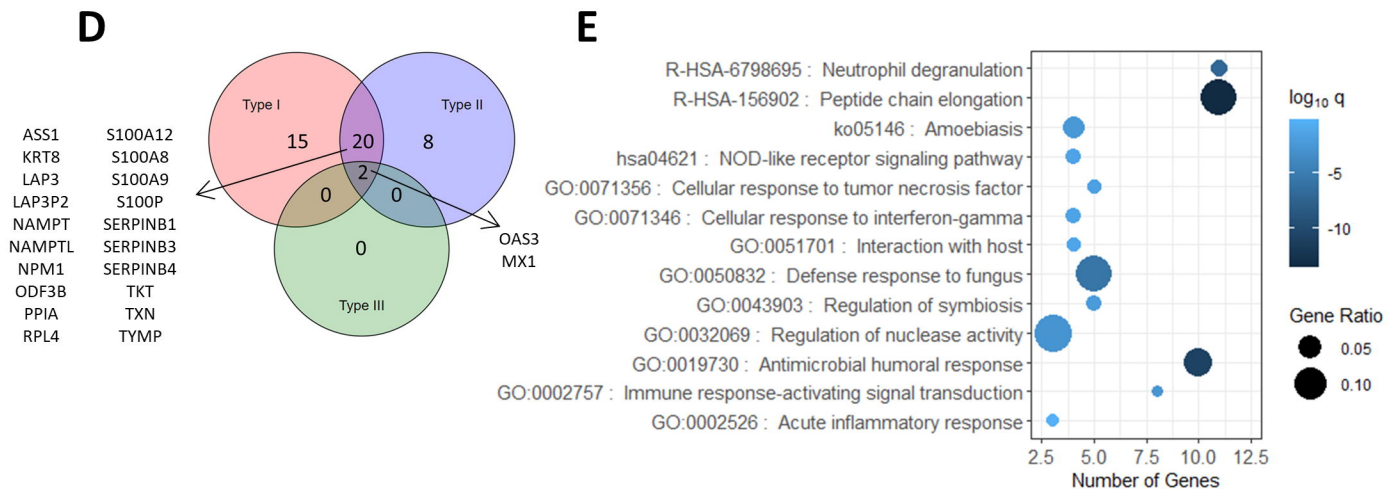 D
Type I
Type II
15
20
8
2
0
0
0
Type III
ASS1
KRT8
LAP3
LAP3P2
NAMPT
NAMPTL
NPM1
ODF3B
PPIA
RPL4
S100A12
S100A8
S100A9
S100P
SERPINB1
SERPINB3
SERPINB4
TKT
TXN
TYMP
OAS3
MX1
E
R-HSA-6798695 : Neutrophil degranulation
R-HSA-156902 : Peptide chain elongation
ko05146 : Amoebiasis
hsa04621 : NOD-like receptor signaling pathway
GO:0071356 : Cellular response to tumor necrosis factor
GO:0071346 : Cellular response to interferon-gamma
GO:0051701 : Interaction with host
GO:0050832 : Defense response to fungus
GO:0043903 : Regulation of symbiosis
GO:0032069 : Regulation of nuclease activity
GO:0019730 : Antimicrobial humoral response
GO:0002757 : Immune response-activating signal transduction
GO:0002526 : Acute inflammatory response
2.5 5.0 7.5 10.0 12.5
Number of Genes
log10 q
-5
-10
Gene Ratio
0.05
0.10